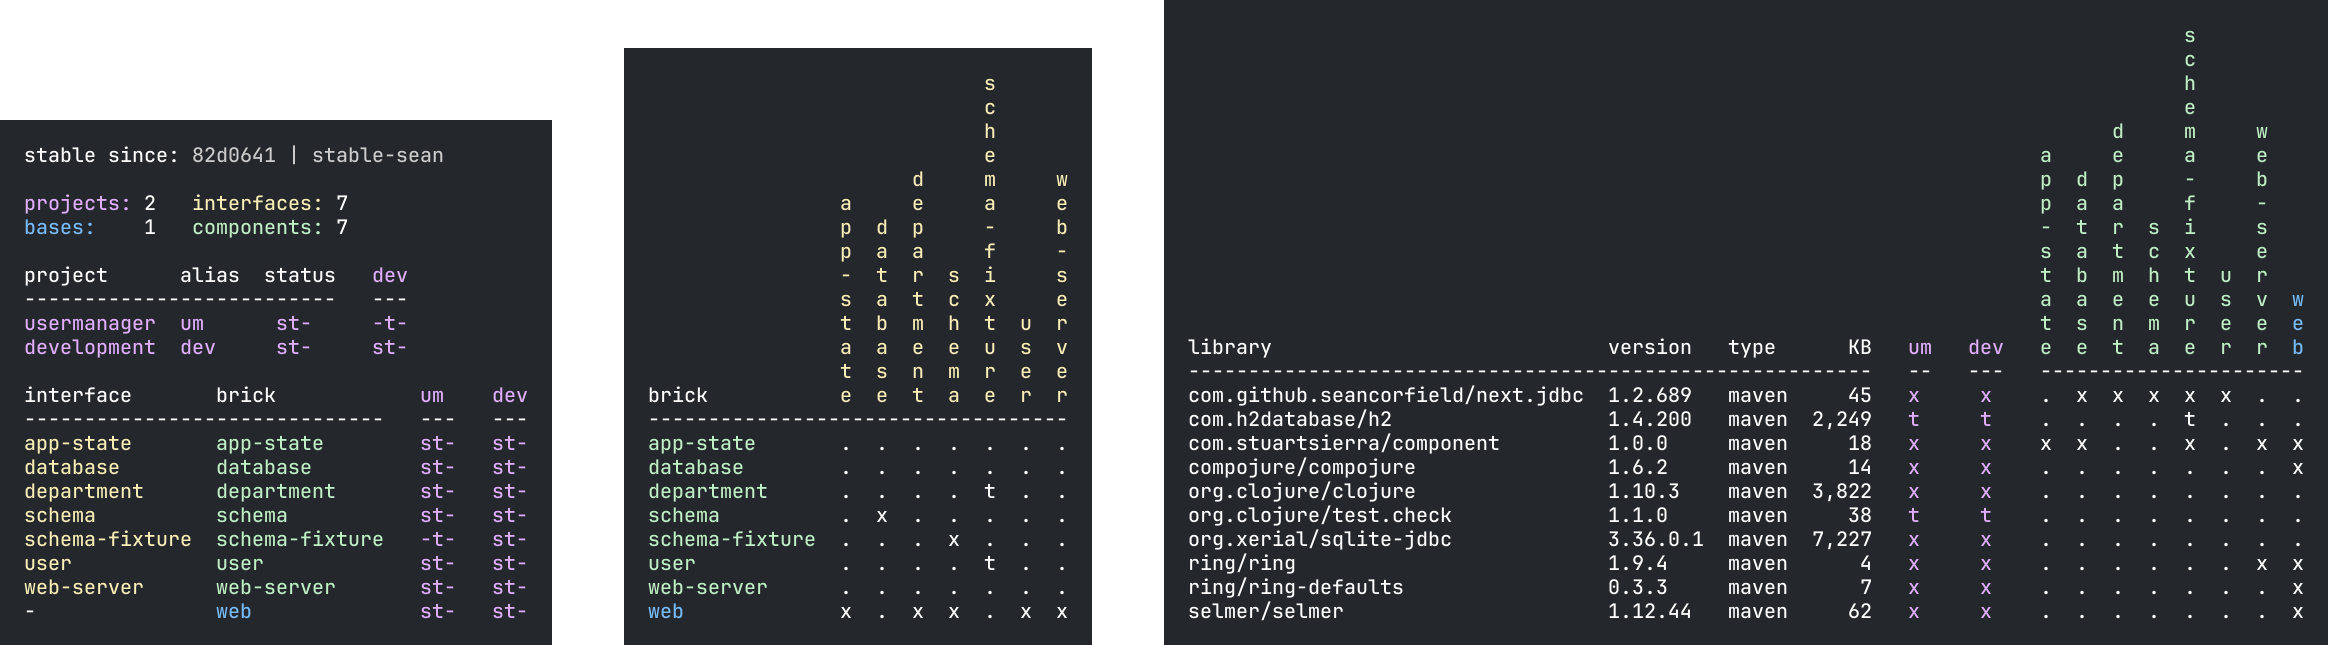 stable since: 82d0641 | stable-sean
projects: 2   interfaces: 7
bases:    1   components: 7
project      alias  status   dev
--------------------------   ---
usermanager  um      st-     -t-
development  dev     st-     st-
interface       brick            um    dev
------------------------------   ---   ---
app-state       app-state        st-   st-
database        database         st-   st-
department      department       st-   st-
schema          schema           st-   st-
schema-fixture  schema-fixture   -t-   st-
user            user             st-   st-
web-server      web-server       st-   st-
-               web              st-   st-
brick  app-state  database  department  schema  schema-fixture  user  web-server
-----------------------------------
app-state       .  .  .  .  .  .  .
database        .  .  .  .  .  .  .
department      .  .  .  .  t  .  .
schema          .  x  .  .  .  .  .
schema-fixture  .  .  .  x  .  .  .
user            .  .  .  .  t  .  .
web-server      .  .  .  .  .  .  .
web             x  .  x  x  .  x  x
library  version  type  KB  um  dev  app-state  database  department  schema  schema-fixture  user  web-server  web
---------------------------------------------------------   --   ---   ----------------------
com.github.seancorfield/next.jdbc  1.2.689   maven     45   x     x    .  x  x  x  x  x  .  .
com.h2database/h2                  1.4.200   maven  2,249   t     t    .  .  .  .  t  .  .  .
com.stuartsierra/component         1.0.0     maven     18   x     x    x  x  .  .  x  .  x  x
compojure/compojure                1.6.2     maven     14   x     x    .  .  .  .  .  .  .  x
org.clojure/clojure                1.10.3    maven  3,822   x     x    .  .  .  .  .  .  .  .
org.clojure/test.check             1.1.0     maven     38   t     t    .  .  .  .  .  .  .  .
org.xerial/sqlite-jdbc             3.36.0.1  maven  7,227   x     x    .  .  .  .  .  .  .  .
ring/ring                          1.9.4     maven      4   x     x    .  .  .  .  .  .  x  x
ring/ring-defaults                 0.3.3     maven      7   x     x    .  .  .  .  .  .  .  x
selmer/selmer                      1.12.44   maven     62   x     x    .  .  .  .  .  .  .  x